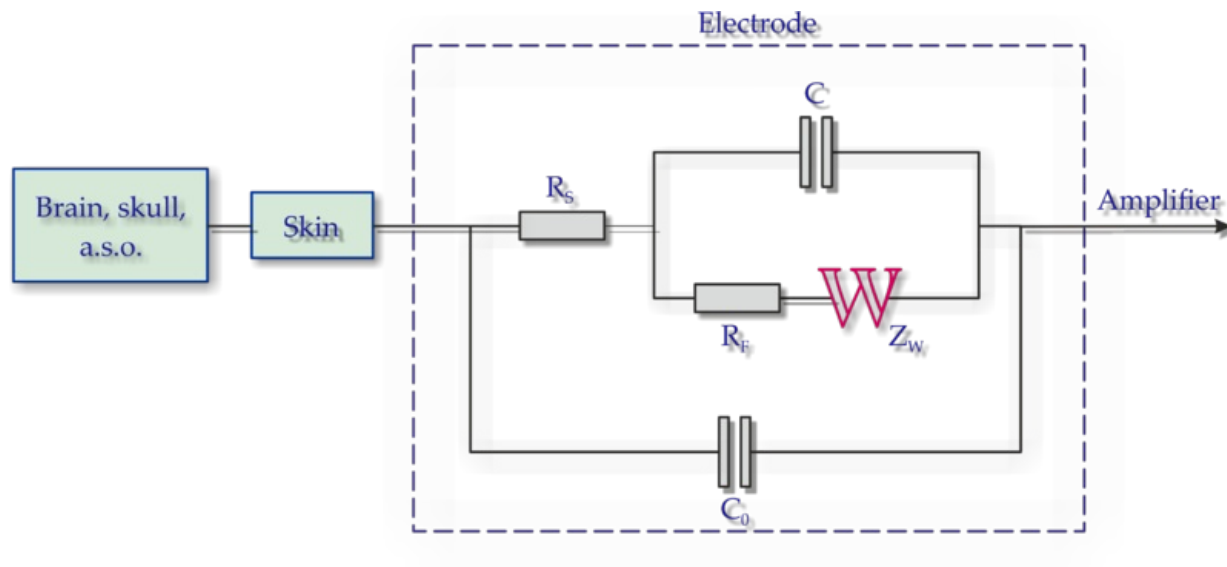 Electrode
C
Brain, skull,
a.s.o.
Skin
R_S
Amplifier
R_F
W
Z_W
C_0